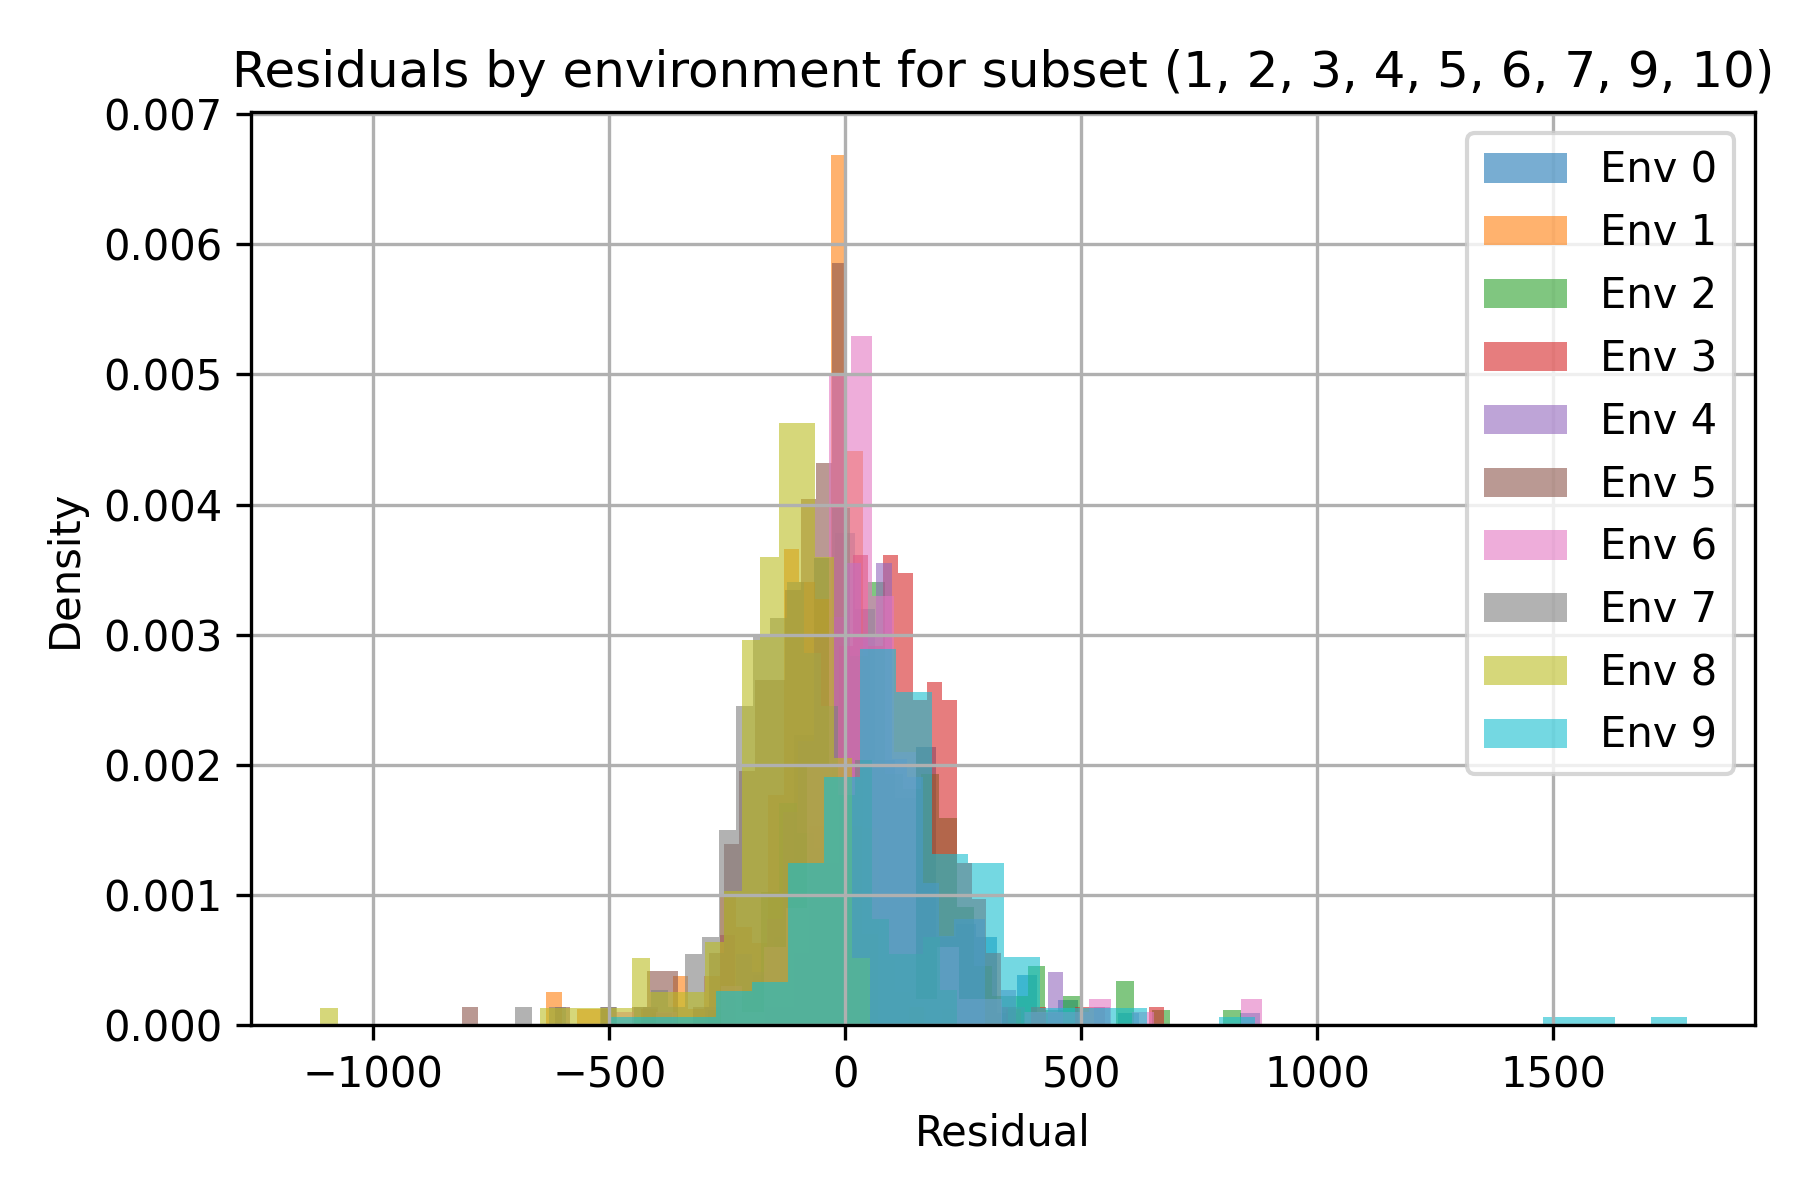 Residuals by environment for subset (1, 2, 3, 4, 5, 6, 7, 9, 10)
0.007
0.006
0.005
0.004
0.003
0.002
0.001
0.000
Density
Env 0
Env 1
Env 2
Env 3
Env 4
Env 5
Env 6
Env 7
Env 8
Env 9
−1000 −500 0 500 1000 1500
Residual